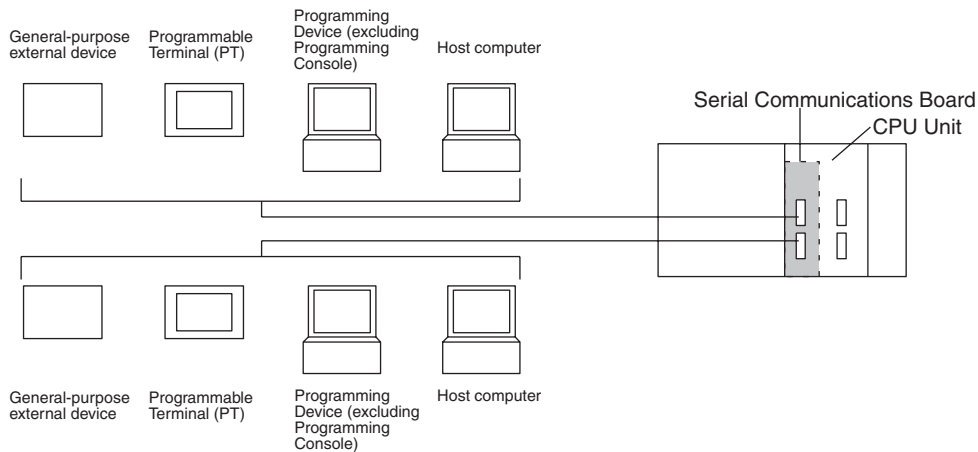 General-purpose
external device
Programmable
Terminal (PT)
Programming
Device (excluding
Programming
Console)
Host computer
Serial Communications Board
CPU Unit
General-purpose
external device
Programmable
Terminal (PT)
Programming
Device (excluding
Programming
Console)
Host computer